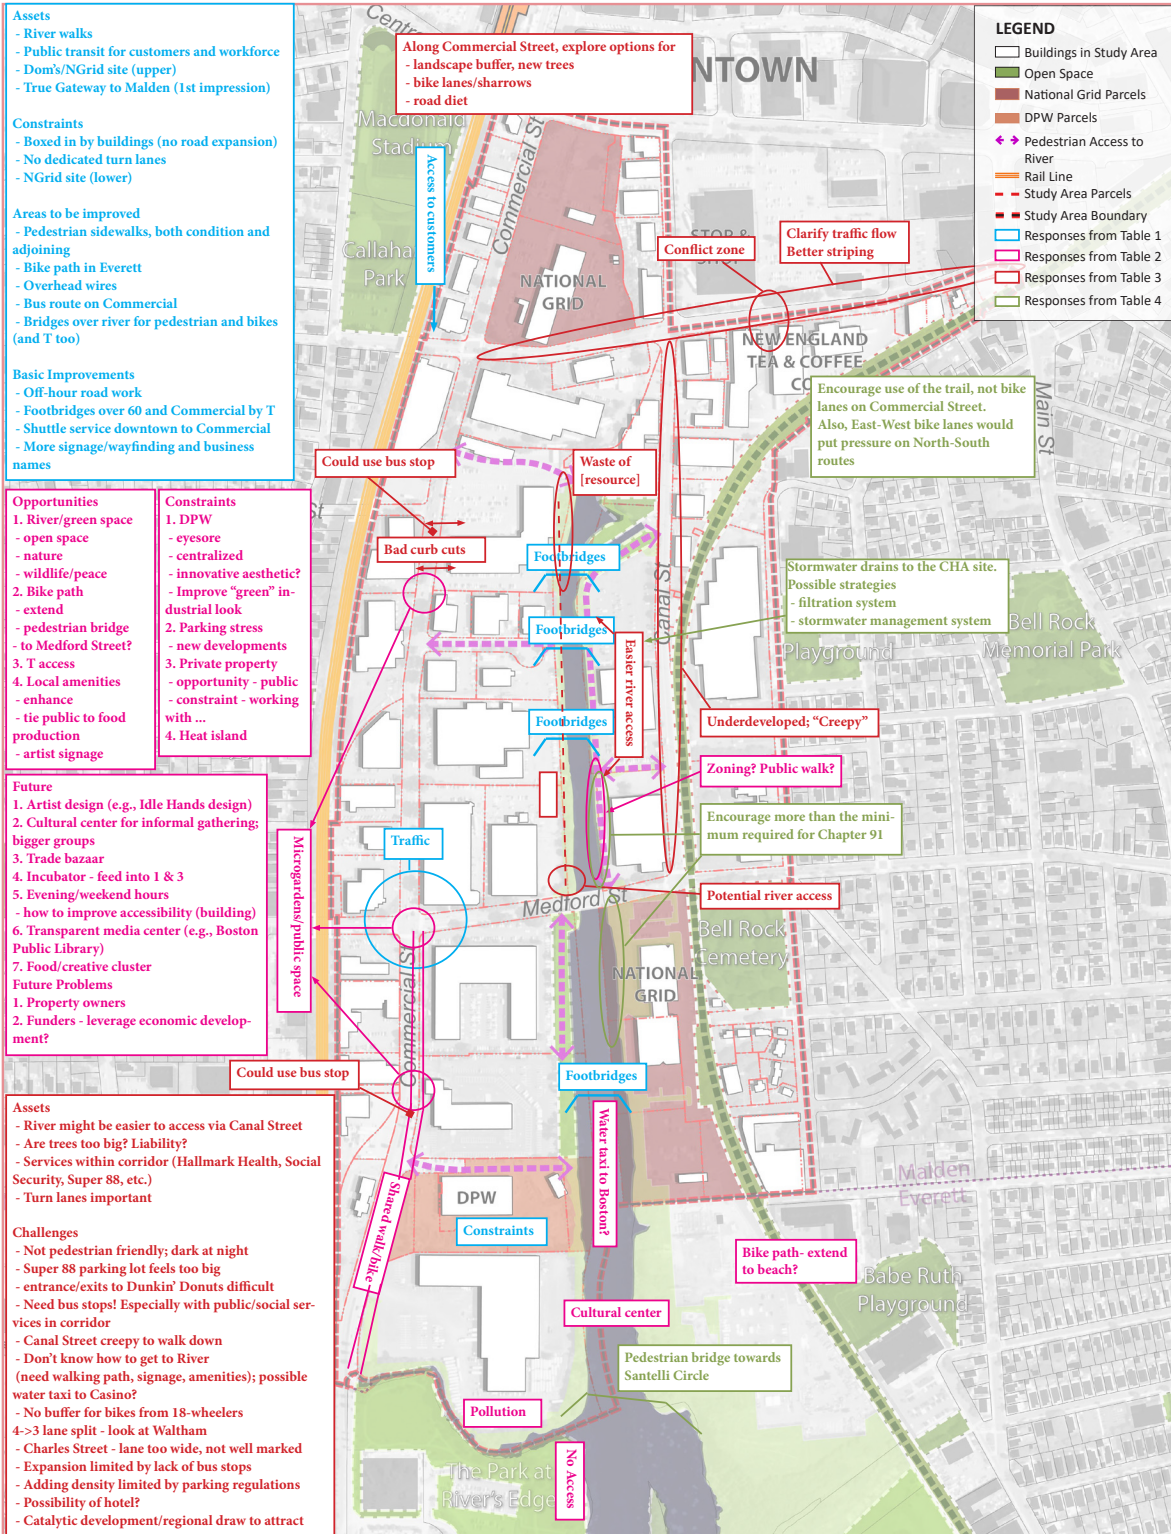 Assets
- River walks
- Public transit for customers and workforce
- Dom's/NGrid site (upper)
- True Gateway to Malden (1st impression)
Constraints
- Boxed in by buildings (no road expansion)
- No dedicated turn lanes
- NGrid site (lower)
Areas to be improved
- Pedestrian sidewalks, both condition and
adjoining
- Bike path in Everett
- Overhead wires
- Bus route on Commercial
- Bridges over river for pedestrian and bikes
(and T too)
Basic Improvements
- Off-hour road work
- Footbridges over 60 and Commercial by T
- Shuttle service downtown to Commercial
- More signage/wayfinding and business
names
Opportunities
1. River/green space
- open space
- nature
- wildlife/peace
2. Bike path
- extend
- pedestrian bridge
- to Medford Street?
3. T access
4. Local amenities
- enhance
- tie public to food
production
- artist signage
Constraints
1. DPW
- eyesore
- centralized
- innovative aesthetic?
- Improve "green" in-
dustrial look
2. Parking stress
- new developments
3. Private property
- opportunity - public
- constraint - working
with ...
4. Heat island
Future
1. Artist design (e.g., Idle Hands design)
2. Cultural center for informal gathering;
bigger groups
3. Trade bazaar
4. Incubator - feed into 1 & 3
5. Evening/weekend hours
- how to improve accessibility (building)
6. Transparent media center (e.g., Boston
Public Library)
7. Food/creative cluster
Future Problems
1. Property owners
2. Funders - leverage economic develop-
ment?
Assets
- River might be easier to access via Canal Street
- Are trees too big? Liability?
- Services within corridor (Hallmark Health, Social
Security, Super 88, etc.)
- Turn lanes important
Challenges
- Not pedestrian friendly; dark at night
- Super 88 parking lot feels too big
- entrance/exits to Dunkin' Donuts difficult
- Need bus stops! Especially with public/social ser-
vices in corridor
- Canal Street creepy to walk down
- Don't know how to get to River
(need walking path, signage, amenities); possible
water taxi to Casino?
- No buffer for bikes from 18-wheelers
4->3 lane split - look at Waltham
- Charles Street - lane too wide, not well marked
- Expansion limited by lack of bus stops
- Adding density limited by parking regulations
- Possibility of hotel?
- Catalytic development/regional draw to attract
Along Commercial Street, explore options for
- landscape buffer, new trees
- bike lanes/sharrows
- road diet
NTOWN
LEGEND
Buildings in Study Area
Open Space
National Grid Parcels
DPW Parcels
Pedestrian Access to
River
Rail Line
Study Area Parcels
Study Area Boundary
Responses from Table 1
Responses from Table 2
Responses from Table 3
Responses from Table 4
Centr
Macdonald
Stadium
Callaha
Park
Access to customers
Commercial St
NATIONAL
GRID
STOP &
Conflict zone
Clarify traffic flow
Better striping
NEW ENGLAND
TEA & COFFEE
CO
Encourage use of the trail, not bike
lanes on Commercial Street.
Also, East-West bike lanes would
put pressure on North-South
routes
Main St
Could use bus stop
St
Bad curb cuts
Waste of
[resource]
Footbridges
Footbridges
Footbridges
Canal St
Easier river access
Stormwater drains to the CHA site.
Possible strategies
- filtration system
- stormwater management system
Playground
Bell Rock
Memorial Park
Underdeveloped; "Creepy"
Zoning? Public walk?
Encourage more than the mini-
mum required for Chapter 91
Traffic
Microgardens/public space
Medford St
Potential river access
Bell Rock
Cemetery
NATIONAL
GRID
Commercial St
Could use bus stop
Footbridges
Water taxi to Boston?
Shared walk/bike
DPW
Constraints
Malden
Everett
Bike path- extend
to beach?
Babe Ruth
Playground
Cultural center
Pedestrian bridge towards
Santelli Circle
Pollution
No Access
The Park at
River's Edge